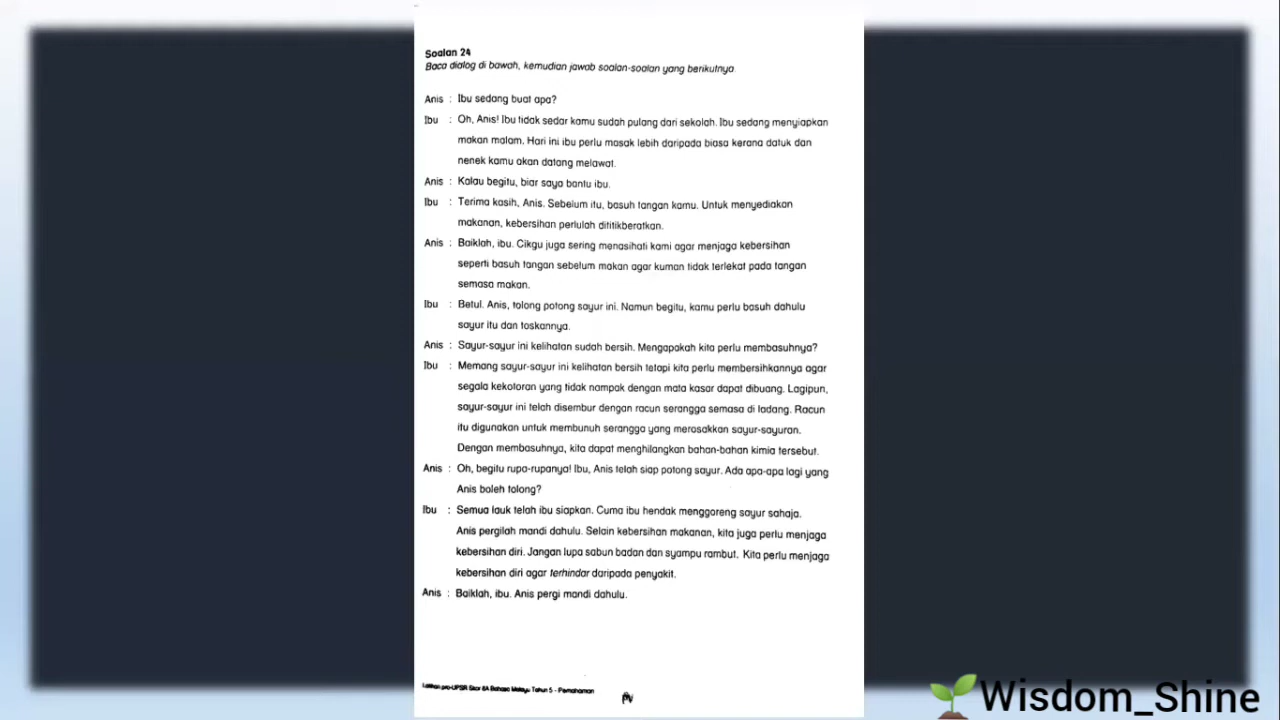 Soalan 24
Baca dialog di bawah, kemudian jawab soalan-soalan yang berikutnya.
Anis : Ibu sedang buat apa?
Ibu : Oh, Anis! Ibu tidak sedar kamu sudah pulang dari sekolah. Ibu sedang menyiapkan
makan malam. Hari ini ibu perlu masak lebih daripada biasa kerana datuk dan
nenek kamu akan datang melawat.
Anis : Kalau begitu, biar saya bantu ibu.
Ibu : Terima kasih, Anis. Sebelum itu, basuh tangan kamu. Untuk menyediakan
makanan, kebersihan perlulah dititikberatkan.
Anis : Baiklah, ibu. Cikgu juga sering menasihati kami agar menjaga kebersihan
seperti basuh tangan sebelum makan agar kuman tidak terlekat pada tangan
semasa makan.
Ibu : Betul. Anis, tolong potong sayur ini. Namun begitu, kamu perlu basuh dahulu
sayur itu dan toskannya.
Anis : Sayur-sayur ini kelihatan sudah bersih. Mengapakah kita perlu membasuhnya?
Ibu : Memang sayur-sayur ini kelihatan bersih tetapi kita perlu membersihkannya agar
segala kekotoran yang tidak nampak dengan mata kasar dapat dibuang. Lagipun,
sayur-sayur ini telah disembur dengan racun serangga semasa di ladang. Racun
itu digunakan untuk membunuh serangga yang merosakkan sayur-sayuran.
Dengan membasuhnya, kita dapat menghilangkan bahan-bahan kimia tersebut.
Anis : Oh, begitu rupa-rupanya! Ibu, Anis telah siap potong sayur. Ada apa-apa lagi yang
Anis boleh tolong?
Ibu : Semua lauk telah ibu siapkan. Cuma ibu hendak menggoreng sayur sahaja.
Anis pergilah mandi dahulu. Selain kebersihan makanan, kita juga perlu menjaga
kebersihan diri. Jangan lupa sabun badan dan syampu rambut. Kita perlu menjaga
kebersihan diri agar terhindar daripada penyakit.
Anis : Baiklah, ibu. Anis pergi mandi dahulu.
Latihan pra-UPSR Skor 8A Bahasa Melayu Tahun 5 - Pemahaman
Wisdom_Shine